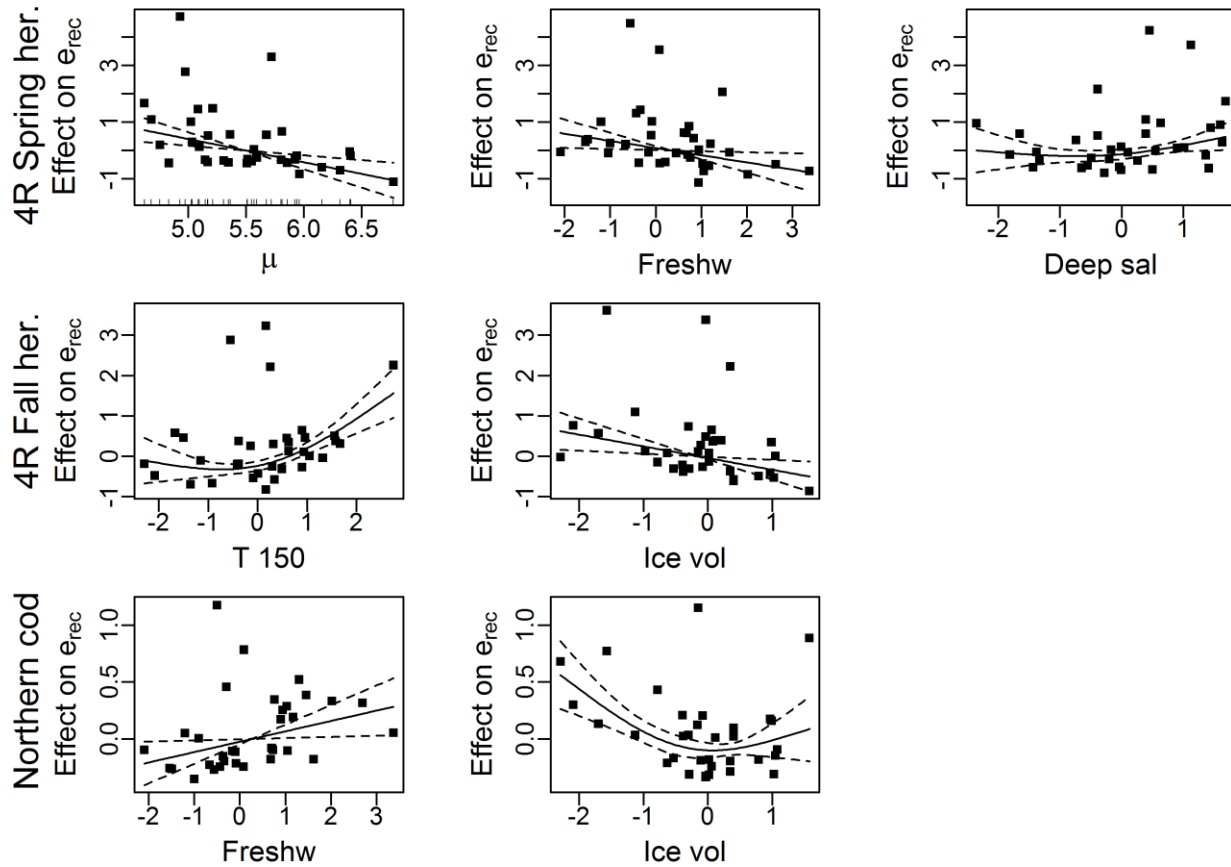 4R Spring her.
Effect on e_rec
3
-1
5.0 5.5 6.0 6.5
μ
Effect on e_rec
3
1
-1
-2 -1 0 1 2 3
Freshw
Effect on e_rec
3
1
-1
-2 -1 0 1
Deep sal
4R Fall her.
Effect on e_rec
3
2
0
-1
-2 -1 0 1 2
T 150
Effect on e_rec
3
2
1
0
-2 -1 0 1
Ice vol
Northern cod
Effect on e_rec
1.0
0.5
0.0
-2 -1 0 1 2 3
Freshw
Effect on e_rec
1.0
0.5
0.0
-2 -1 0 1
Ice vol